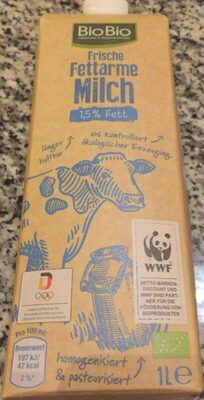 BioBio
Frische
Fettarme
Milch
1,5% Fett
länger
haltbar
aus kontrolliert
ökologischer Erzeugung
WWF
NETTO MARKEN-
DISCOUNT UND
WWF SIND PART-
NER FÜR DIE
FÖRDERUNG VON
BIOPRODUKTEN
D
Pro 100 ml:
Brennwert
197 kJ/
47 kcal
2%*
homogenisiert
& pasteurisiert
1L e